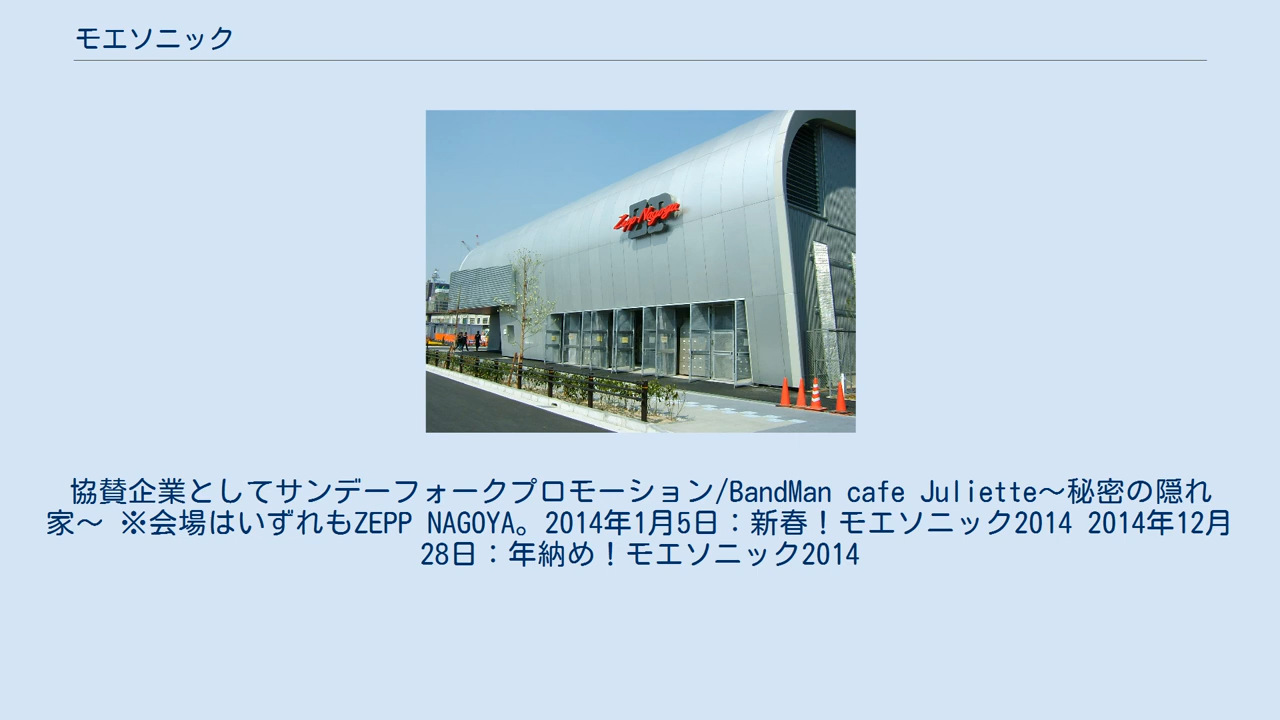 モエソニック
Zepp Nagoya
協賛企業としてサンデーフォークプロモーション/BandMan cafe Juliette〜秘密の隠れ
家〜 ※会場はいずれもZEPP NAGOYA。2014年1月5日：新春！モエソニック2014 2014年12月
28日：年納め！モエソニック2014